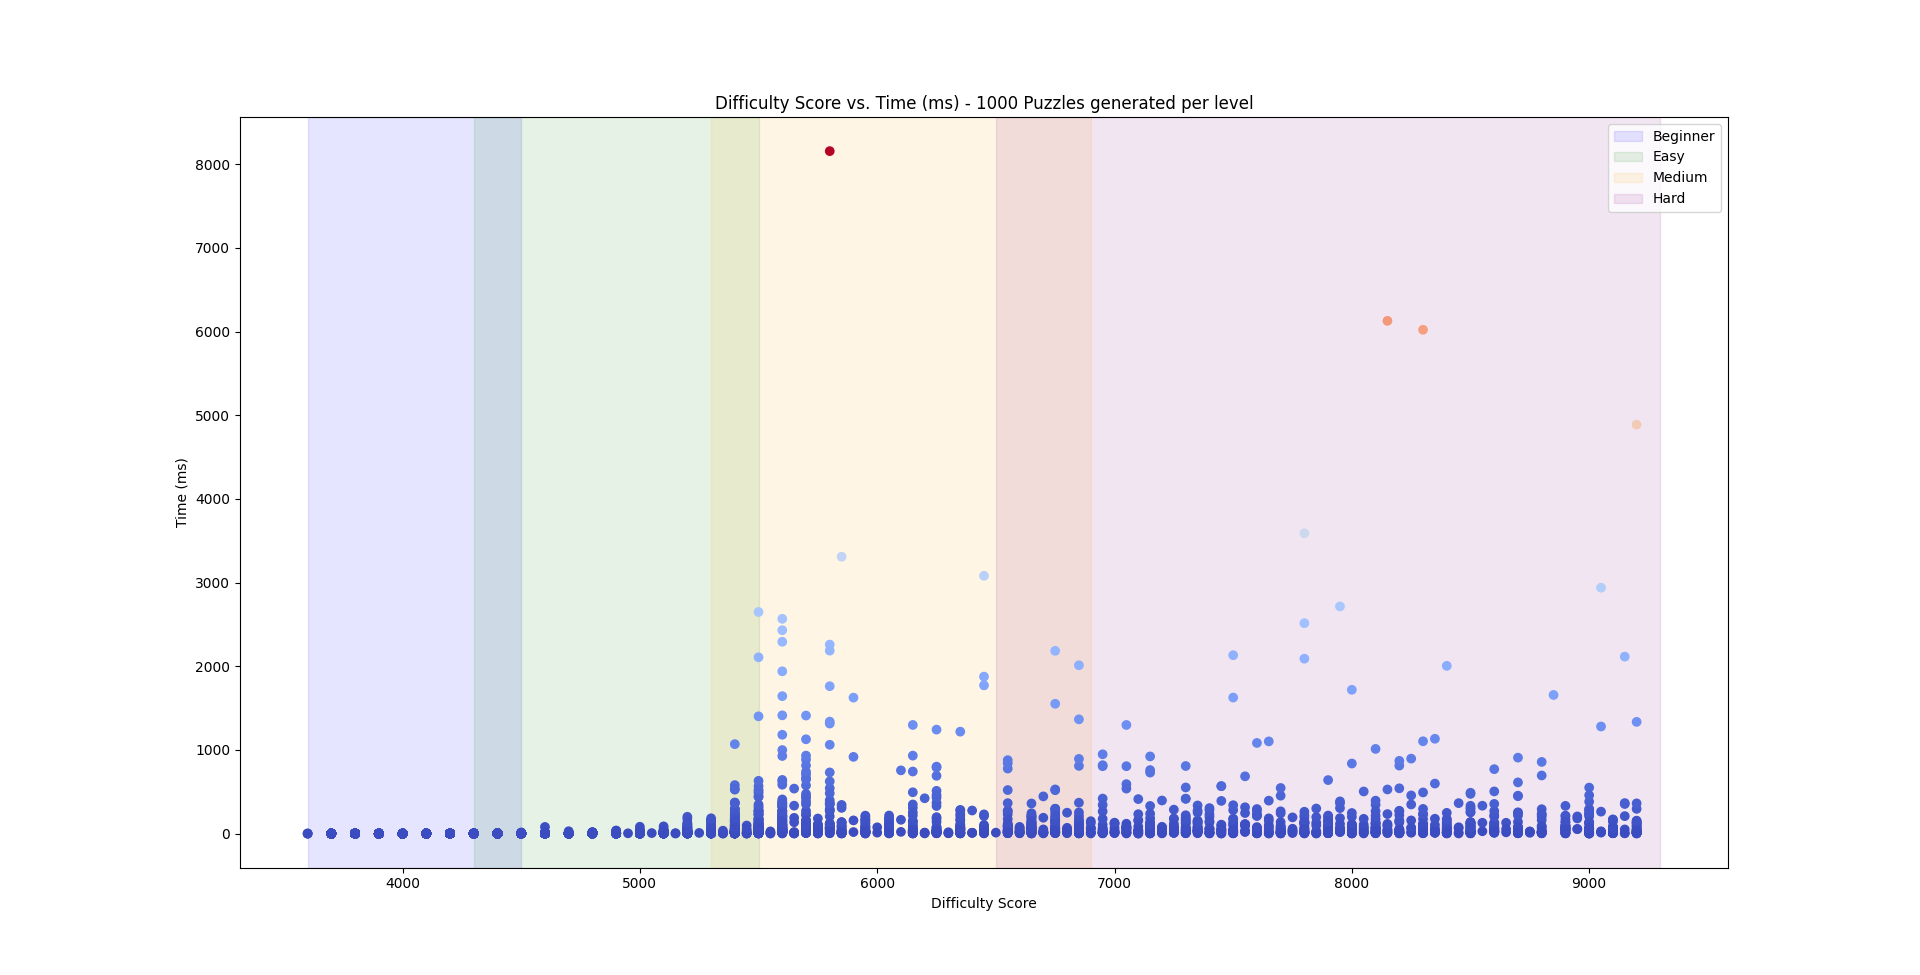 Difficulty Score vs. Time (ms) - 1000 Puzzles generated per level
Beginner
Easy
Medium
Hard
8000
7000
6000
5000
4000
3000
2000
1000
0
Time (ms)
4000 5000 6000 7000 8000 9000
Difficulty Score